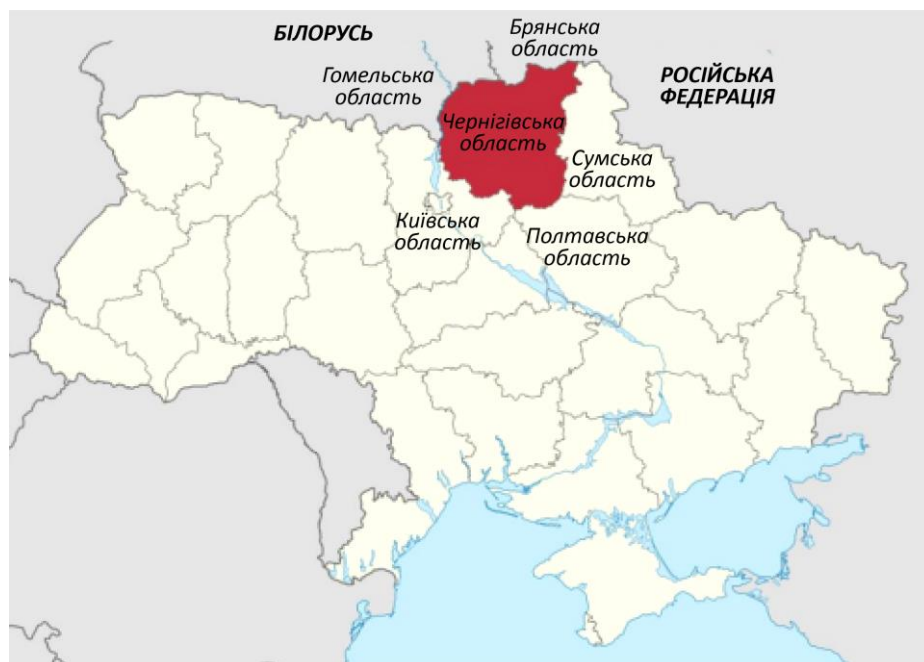 БІЛОРУСЬ
Брянська
область
Гомельська
область
РОСІЙСЬКА
ФЕДЕРАЦІЯ
Чернігівська
область
Сумська
область
Київська
область
Полтавська
область